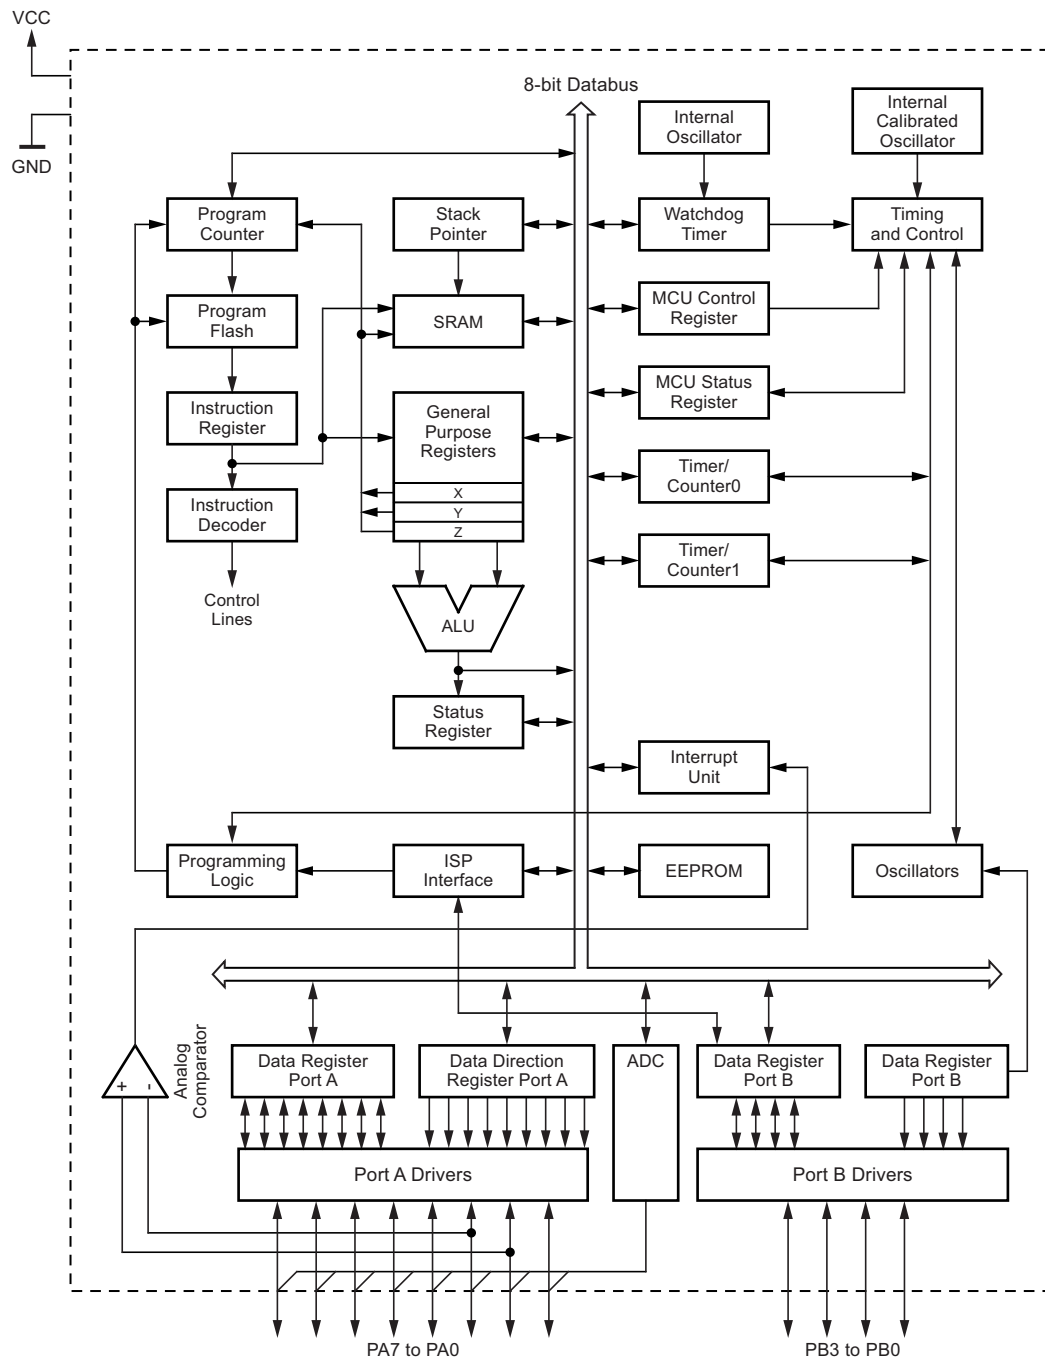 VCC
GND
8-bit Databus
Internal
Oscillator
Internal
Calibrated
Oscillator
Program
Counter
Stack
Pointer
Watchdog
Timer
Timing
and Control
Program
Flash
SRAM
MCU Control
Register
Instruction
Register
General
Purpose
Registers
X
Y
Z
MCU Status
Register
Instruction
Decoder
Timer/
Counter0
Timer/
Counter1
Control
Lines
ALU
Status
Register
Interrupt
Unit
Programming
Logic
ISP
Interface
EEPROM
Oscillators
+
-
Analog
Comparator
Data Register
Port A
Data Direction
Register Port A
ADC
Data Register
Port B
Data Register
Port B
Port A Drivers
Port B Drivers
PA7 to PA0
PB3 to PB0